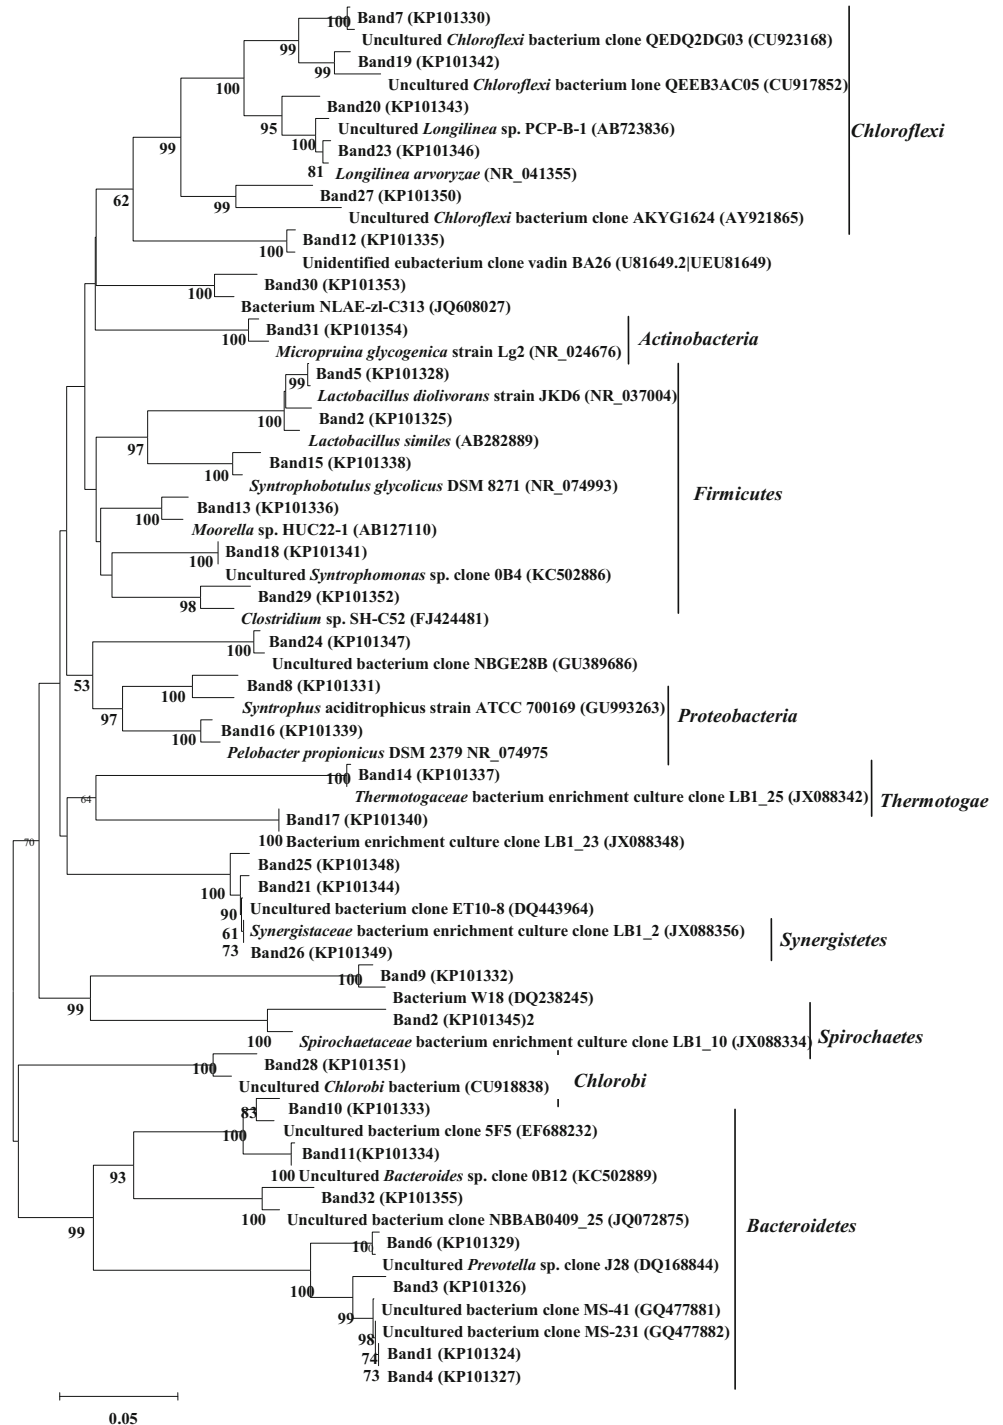 Band7 (KP101330)
100
Uncultured Chloroflexi bacterium clone QEDQ2DG03 (CU923168)
99
Band19 (KP101342)
99
Uncultured Chloroflexi bacterium lone QEEB3AC05 (CU917852)
100
Band20 (KP101343)
95
Uncultured Longilinea sp. PCP-B-1 (AB723836)
Chloroflexi
100
Band23 (KP101346)
99
81
Longilinea arvoryzae (NR_041355)
Band27 (KP101350)
62
99
Uncultured Chloroflexi bacterium clone AKYG1624 (AY921865)
Band12 (KP101335)
100
Unidentified eubacterium clone vadin BA26 (U81649.2|UEU81649)
Band30 (KP101353)
100
Bacterium NLAE-zl-C313 (JQ608027)
Band31 (KP101354)
100
Actinobacteria
Micropruina glycogenica strain Lg2 (NR_024676)
Band5 (KP101328)
99
Lactobacillus diolivorans strain JKD6 (NR_037004)
Band2 (KP101325)
100
Lactobacillus similes (AB282889)
97
Band15 (KP101338)
100
Syntrophobotulus glycolicus DSM 8271 (NR_074993)
Firmicutes
Band13 (KP101336)
100
Moorella sp. HUC22-1 (AB127110)
Band18 (KP101341)
100
Uncultured Syntrophomonas sp. clone 0B4 (KC502886)
Band29 (KP101352)
98
Clostridium sp. SH-C52 (FJ424481)
Band24 (KP101347)
100
Uncultured bacterium clone NBGE28B (GU389686)
53
Band8 (KP101331)
100
Syntrophus aciditrophicus strain ATCC 700169 (GU993263)
Proteobacteria
97
Band16 (KP101339)
100
Pelobacter propionicus DSM 2379 NR_074975
Band14 (KP101337)
100
Thermotogaceae bacterium enrichment culture clone LB1_25 (JX088342)
Thermotogae
64
Band17 (KP101340)
100 Bacterium enrichment culture clone LB1_23 (JX088348)
70
Band25 (KP101348)
100
Band21 (KP101344)
90
Uncultured bacterium clone ET10-8 (DQ443964)
61
Synergistaceae bacterium enrichment culture clone LB1_2 (JX088356)
Synergistetes
73
Band26 (KP101349)
Band9 (KP101332)
100
Bacterium W18 (DQ238245)
99
Band2 (KP101345)2
Spirochaetes
100
Spirochaetaceae bacterium enrichment culture clone LB1_10 (JX088334)
Band28 (KP101351)
100
Chlorobi
Uncultured Chlorobi bacterium (CU918838)
Band10 (KP101333)
83
Uncultured bacterium clone 5F5 (EF688232)
100
Band11(KP101334)
93
100 Uncultured Bacteroides sp. clone 0B12 (KC502889)
Band32 (KP101355)
100
Uncultured bacterium clone NBBAB0409_25 (JQ072875)
Bacteroidetes
99
Band6 (KP101329)
100
Uncultured Prevotella sp. clone J28 (DQ168844)
100
Band3 (KP101326)
99
Uncultured bacterium clone MS-41 (GQ477881)
Uncultured bacterium clone MS-231 (GQ477882)
98
74
Band1 (KP101324)
73
Band4 (KP101327)
0.05